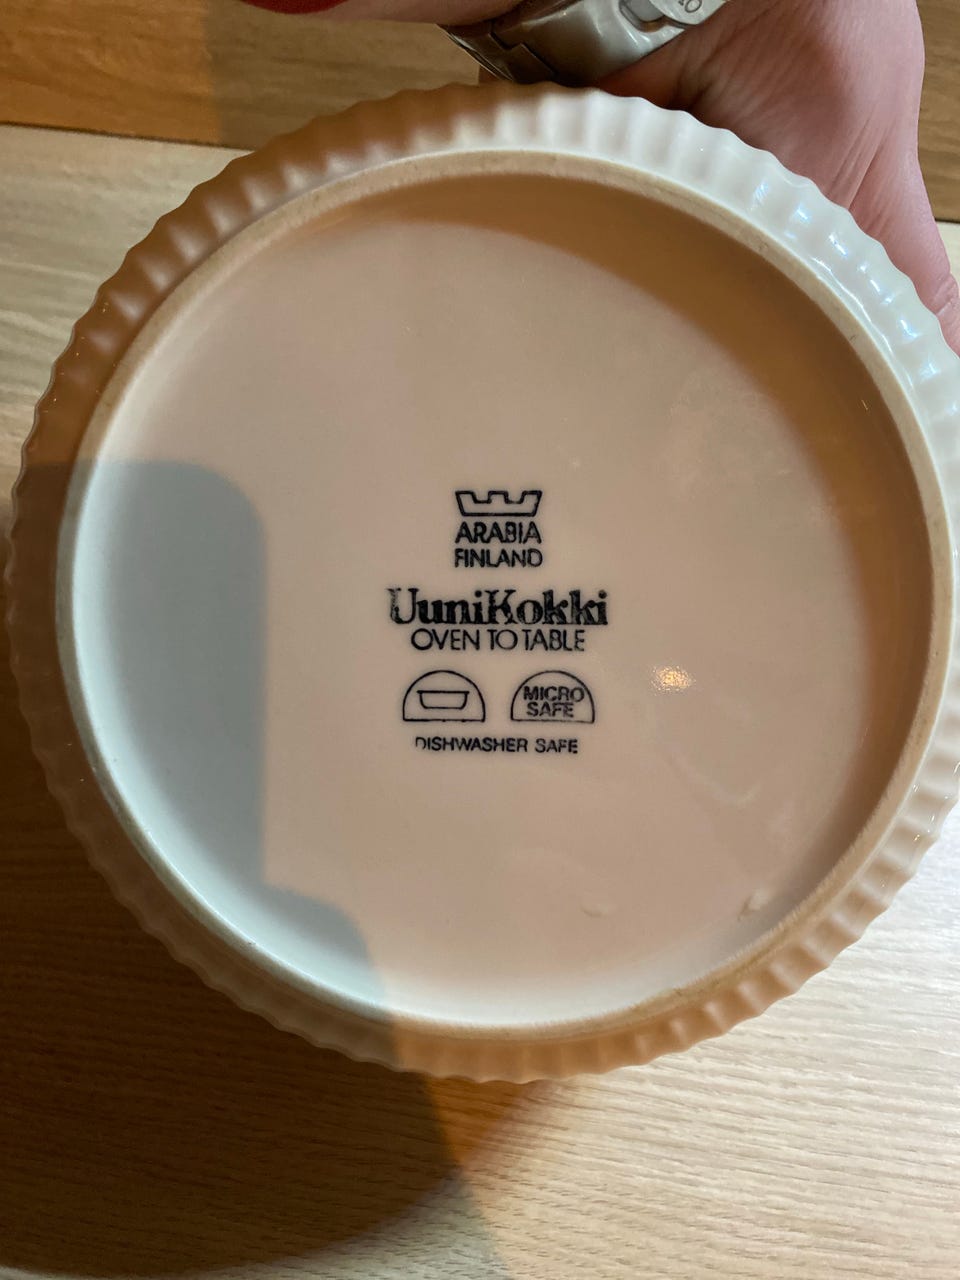 ARABIA
FINLAND
UuniKokki
OVEN TO TABLE
MICRO
SAFE
DISHWASHER SAFE